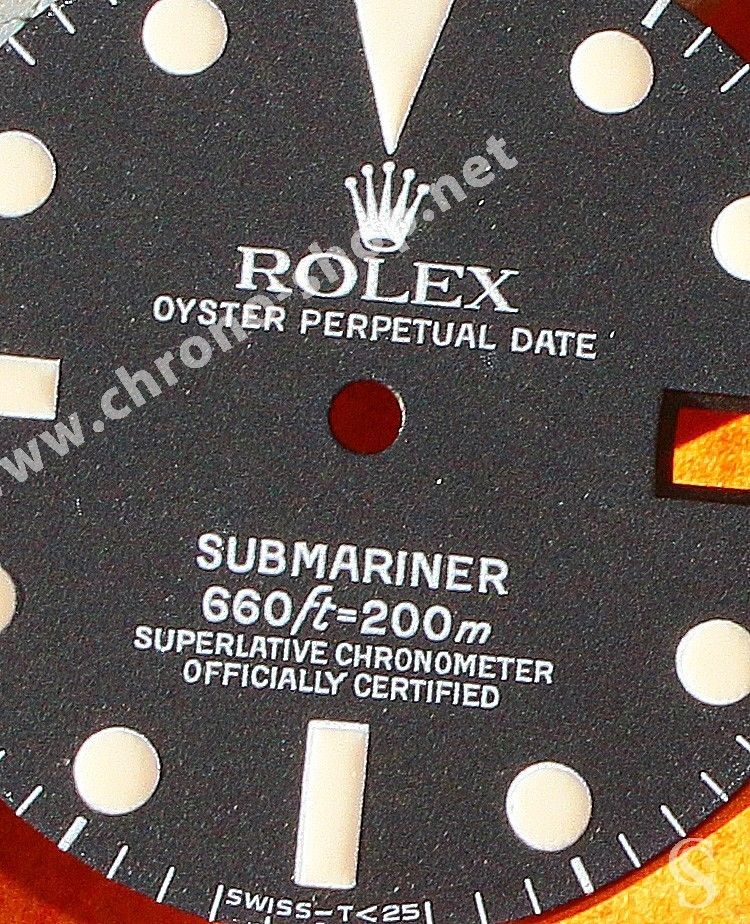 ROLEX
OYSTER PERPETUAL DATE
www.chrono-shop.net
SUBMARINER
660ft=200m
SUPERLATIVE CHRONOMETER
OFFICIALLY CERTIFIED
SWISS-T<25